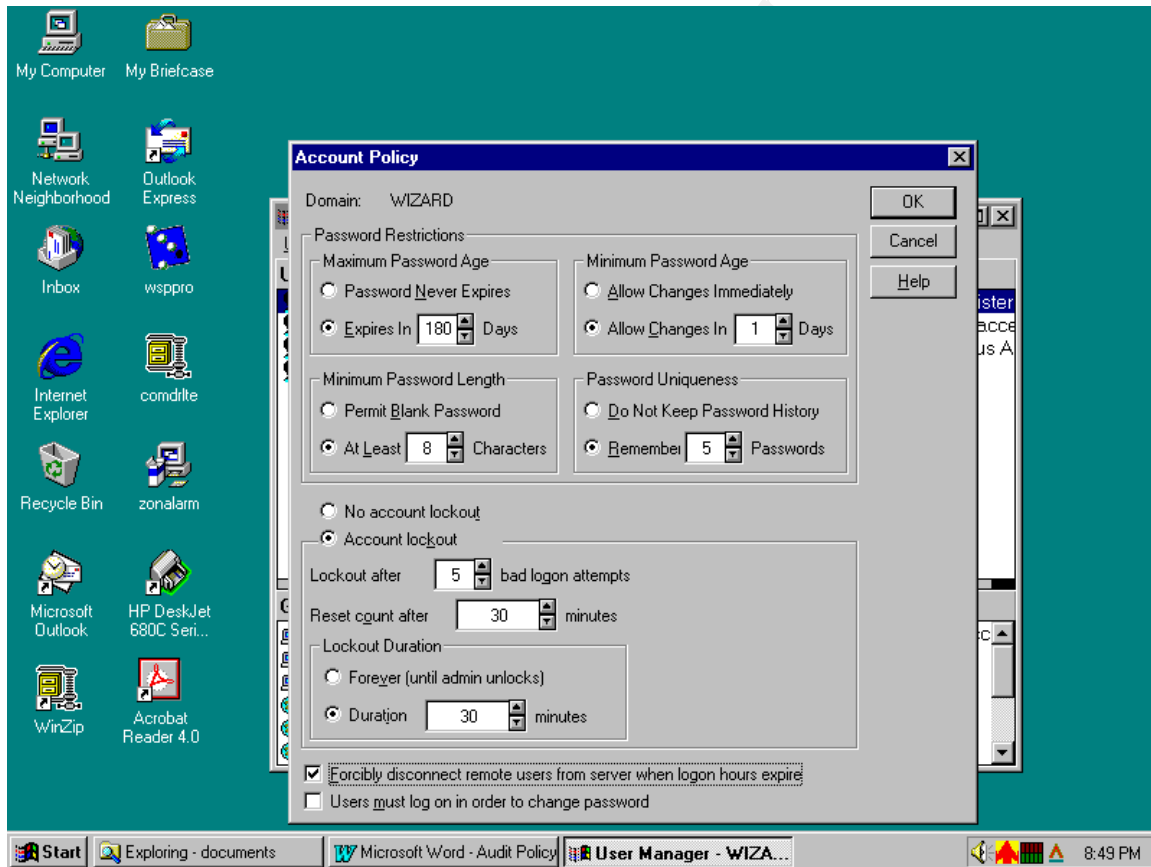 My Computer
My Briefcase
Network
Neighborhood
Outlook
Express
Inbox
wsppro
Internet
Explorer
comdrlte
Recycle Bin
zonalarm
Microsoft
Outlook
HP DeskJet
680C Seri...
WinZip
Acrobat
Reader 4.0
Account Policy
Domain: WIZARD
OK
Cancel
Help
Password Restrictions
Maximum Password Age
Password Never Expires
Expires In 180 Days
Minimum Password Age
Allow Changes Immediately
Allow Changes In 1 Days
Minimum Password Length
Permit Blank Password
At Least 8 Characters
Password Uniqueness
Do Not Keep Password History
Remember 5 Passwords
No account lockout
Account lockout
Lockout after 5 bad logon attempts
Reset count after 30 minutes
Lockout Duration
Forever (until admin unlocks)
Duration 30 minutes
Forcibly disconnect remote users from server when logon hours expire
Users must log on in order to change password
Start
Exploring - documents
Microsoft Word - Audit Policy
User Manager - WIZA...
8:49 PM